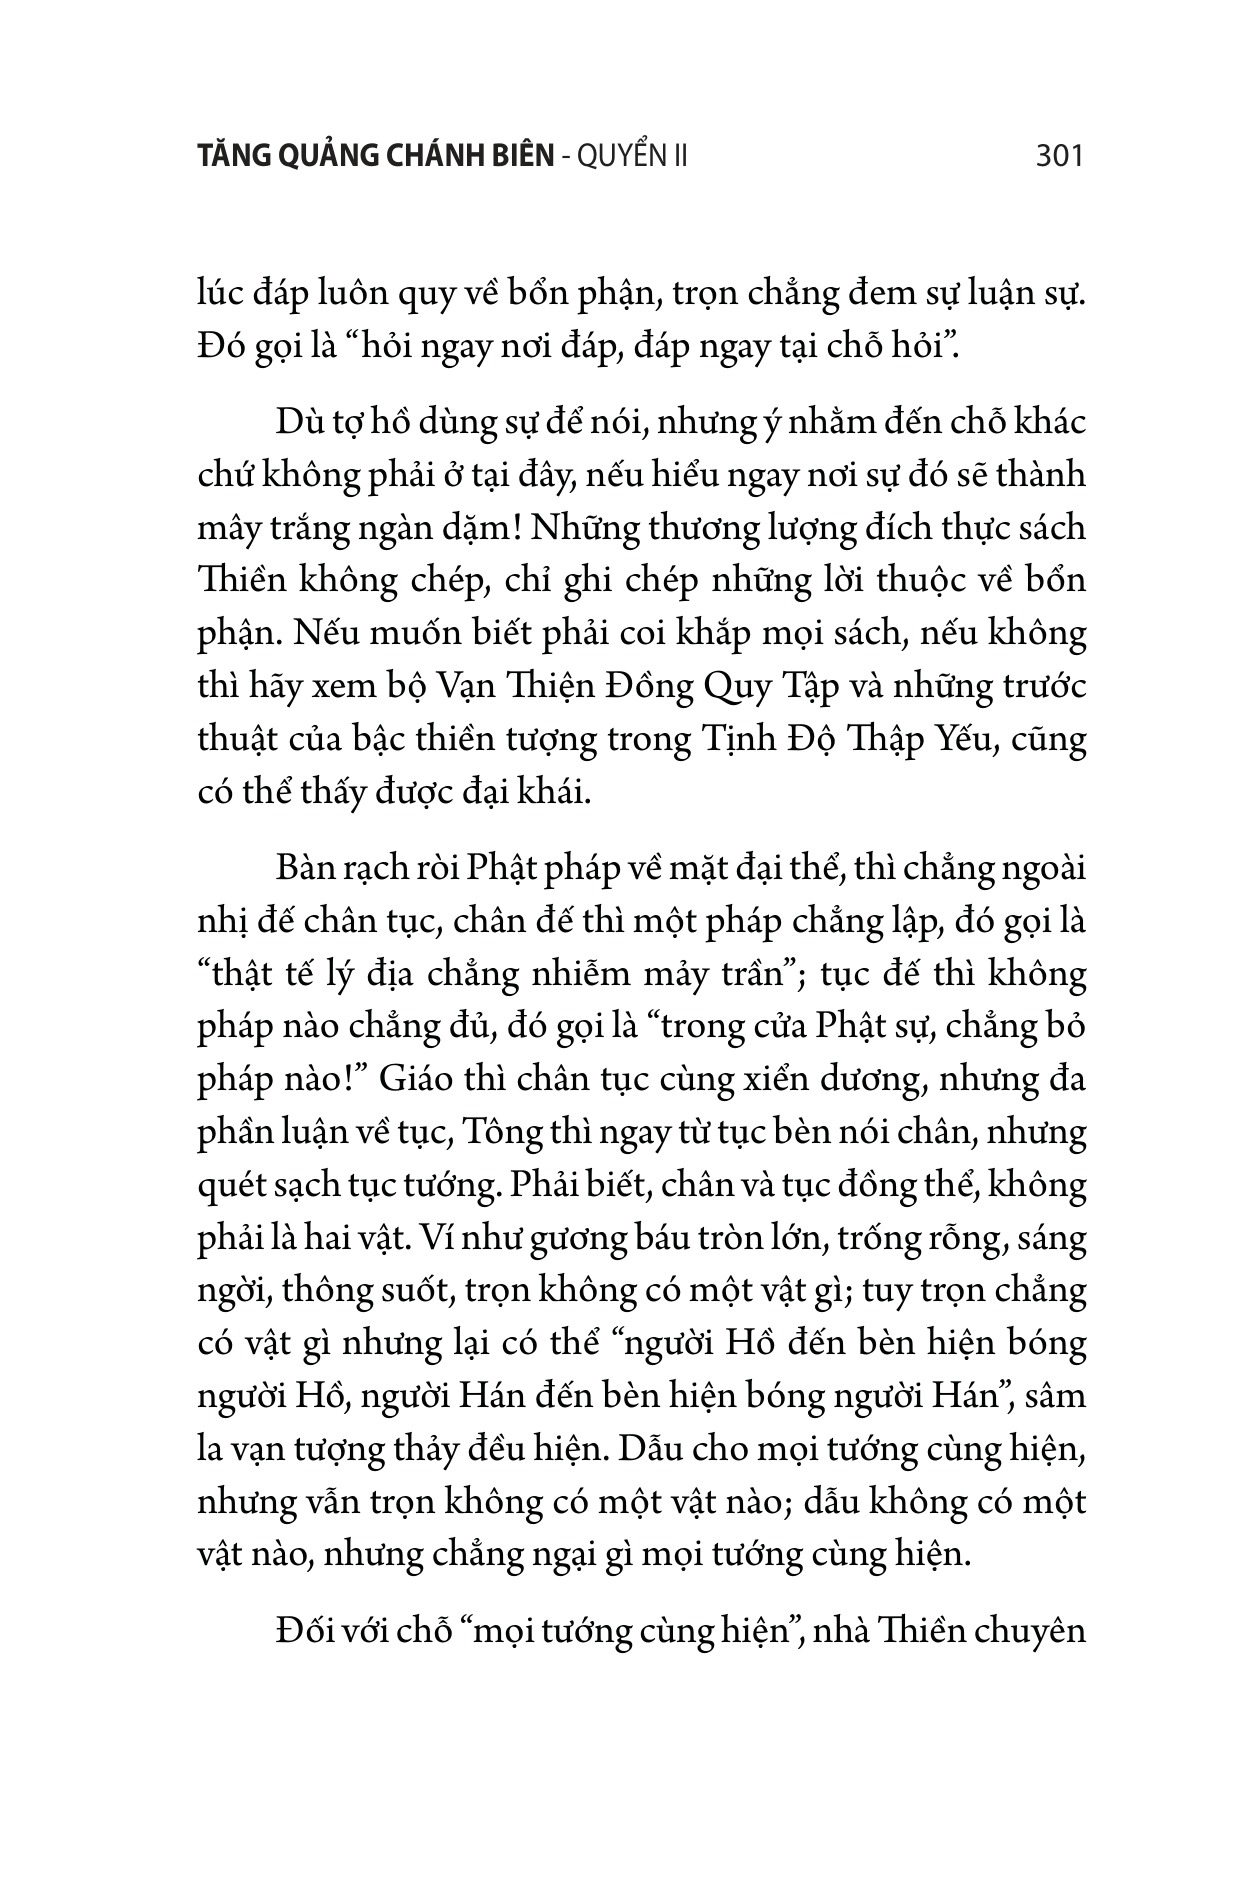 TĂNG QUẢNG CHÁNH BIÊN - QUYỂN II 301
lúc đáp luôn quy về bổn phận, trọn chẳng đem sự luận sự.
Đó gọi là “hỏi ngay nơi đáp, đáp ngay tại chỗ hỏi”.
Dù tợ hồ dùng sự để nói, nhưng ý nhằm đến chỗ khác
chứ không phải ở tại đây, nếu hiểu ngay nơi sự đó sẽ thành
mây trắng ngàn dặm! Những thương lượng đích thực sách
Thiền không chép, chỉ ghi chép những lời thuộc về bổn
phận. Nếu muốn biết phải coi khắp mọi sách, nếu không
thì hãy xem bộ Vạn Thiện Đồng Quy Tập và những trước
thuật của bậc thiền tượng trong Tịnh Độ Thập Yếu, cũng
có thể thấy được đại khái.
Bàn rạch ròi Phật pháp về mặt đại thể, thì chẳng ngoài
nhị đế chân tục, chân đế thì một pháp chẳng lập, đó gọi là
“thật tế lý địa chẳng nhiễm mảy trần”; tục đế thì không
pháp nào chẳng đủ, đó gọi là “trong cửa Phật sự, chẳng bỏ
pháp nào!” Giáo thì chân tục cùng xiển dương, nhưng đa
phần luận về tục, Tông thì ngay từ tục bèn nói chân, nhưng
quét sạch tục tướng. Phải biết, chân và tục đồng thể, không
phải là hai vật. Ví như gương báu tròn lớn, trống rỗng, sáng
ngời, thông suốt, trọn không có một vật gì; tuy trọn chẳng
có vật gì nhưng lại có thể “người Hồ đến bèn hiện bóng
người Hồ, người Hán đến bèn hiện bóng người Hán”, sâm
la vạn tượng thảy đều hiện. Dẫu cho mọi tướng cùng hiện,
nhưng vẫn trọn không có một vật nào; dẫu không có một
vật nào, nhưng chẳng ngại gì mọi tướng cùng hiện.
Đối với chỗ “mọi tướng cùng hiện”, nhà Thiền chuyên